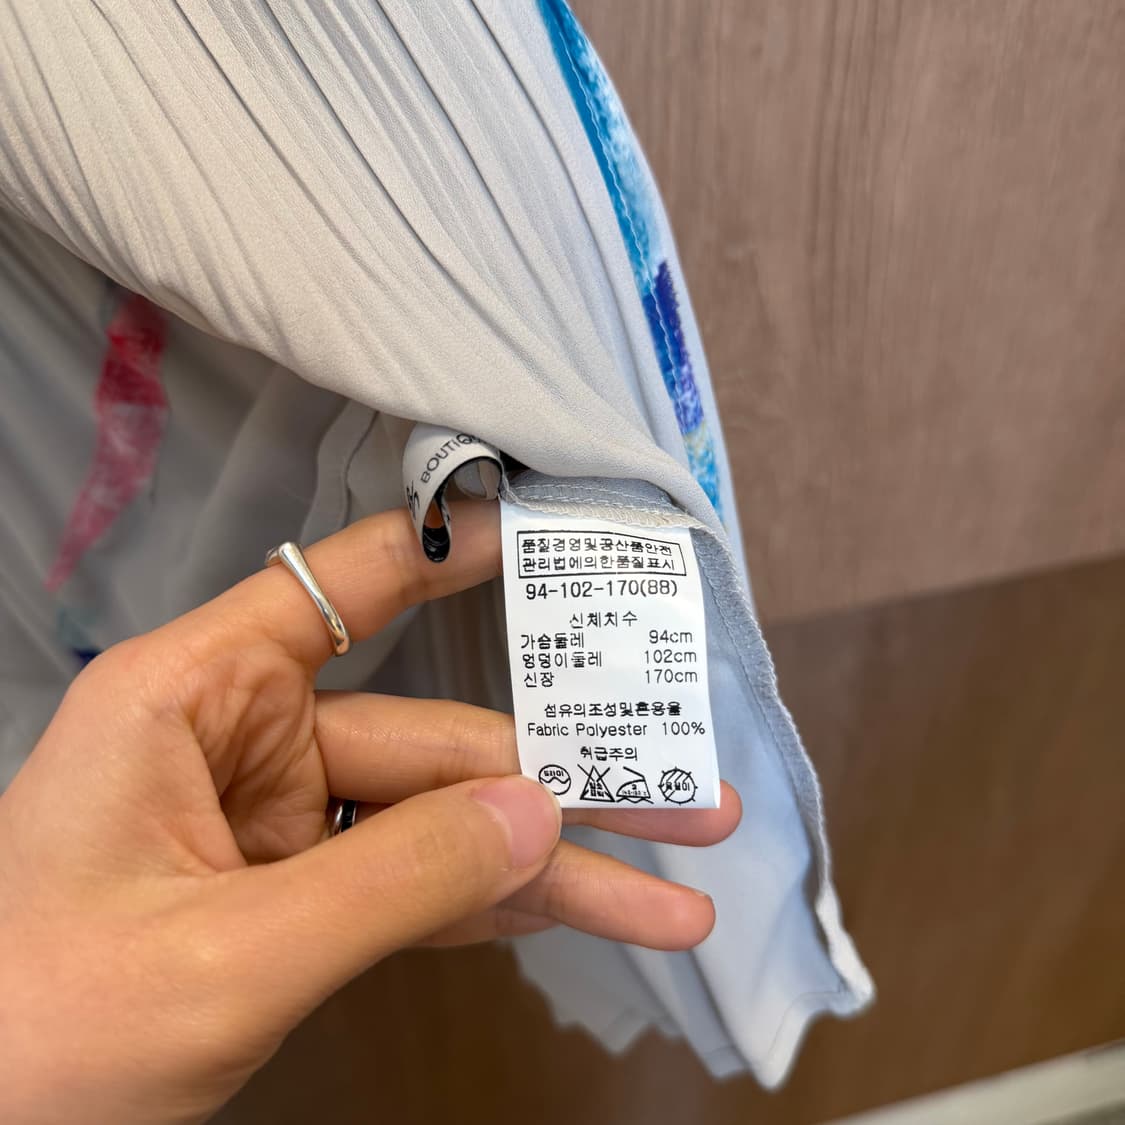 BOUTIQ
품질경영및공산품안전
관리법에의한품질표시
94-102-170(88)
신체치수
가슴둘레 94cm
엉덩이둘레 102cm
신장 170cm
섬유의조성및혼용율
Fabric Polyester 100%
취급주의
드라이